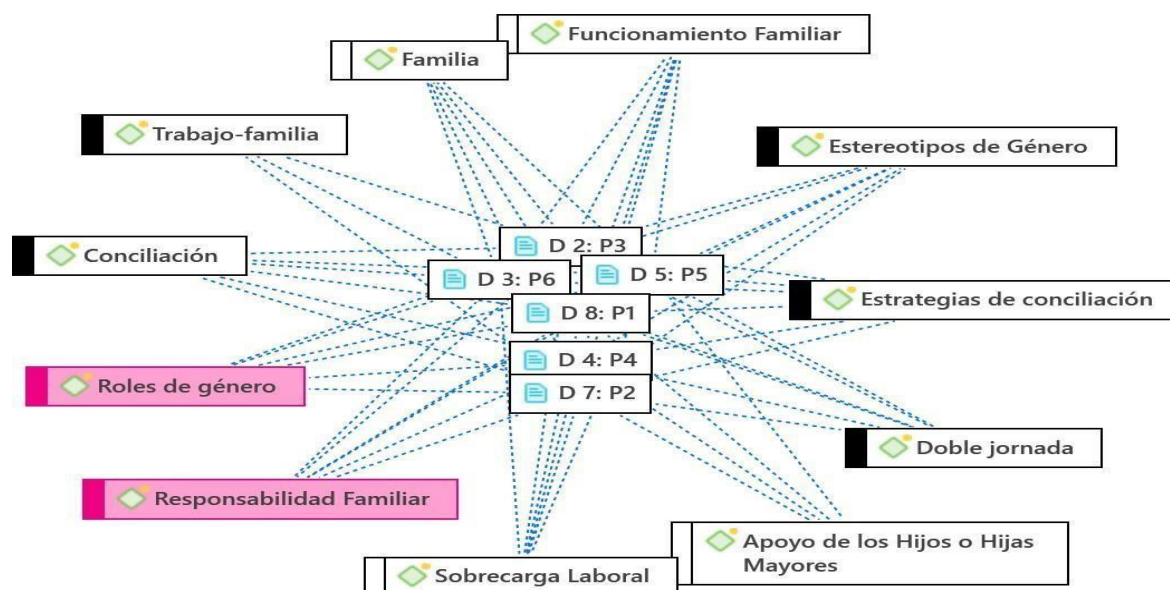 Funcionamiento Familiar
Familia
Trabajo-familia
Estereotipos de Género
D 2: P3
Conciliación
D 3: P6
D 5: P5
Estrategias de conciliación
D 8: P1
D 4: P4
Roles de género
D 7: P2
Doble jornada
Responsabilidad Familiar
Apoyo de los Hijos o Hijas
Mayores
Sobrecarga Laboral